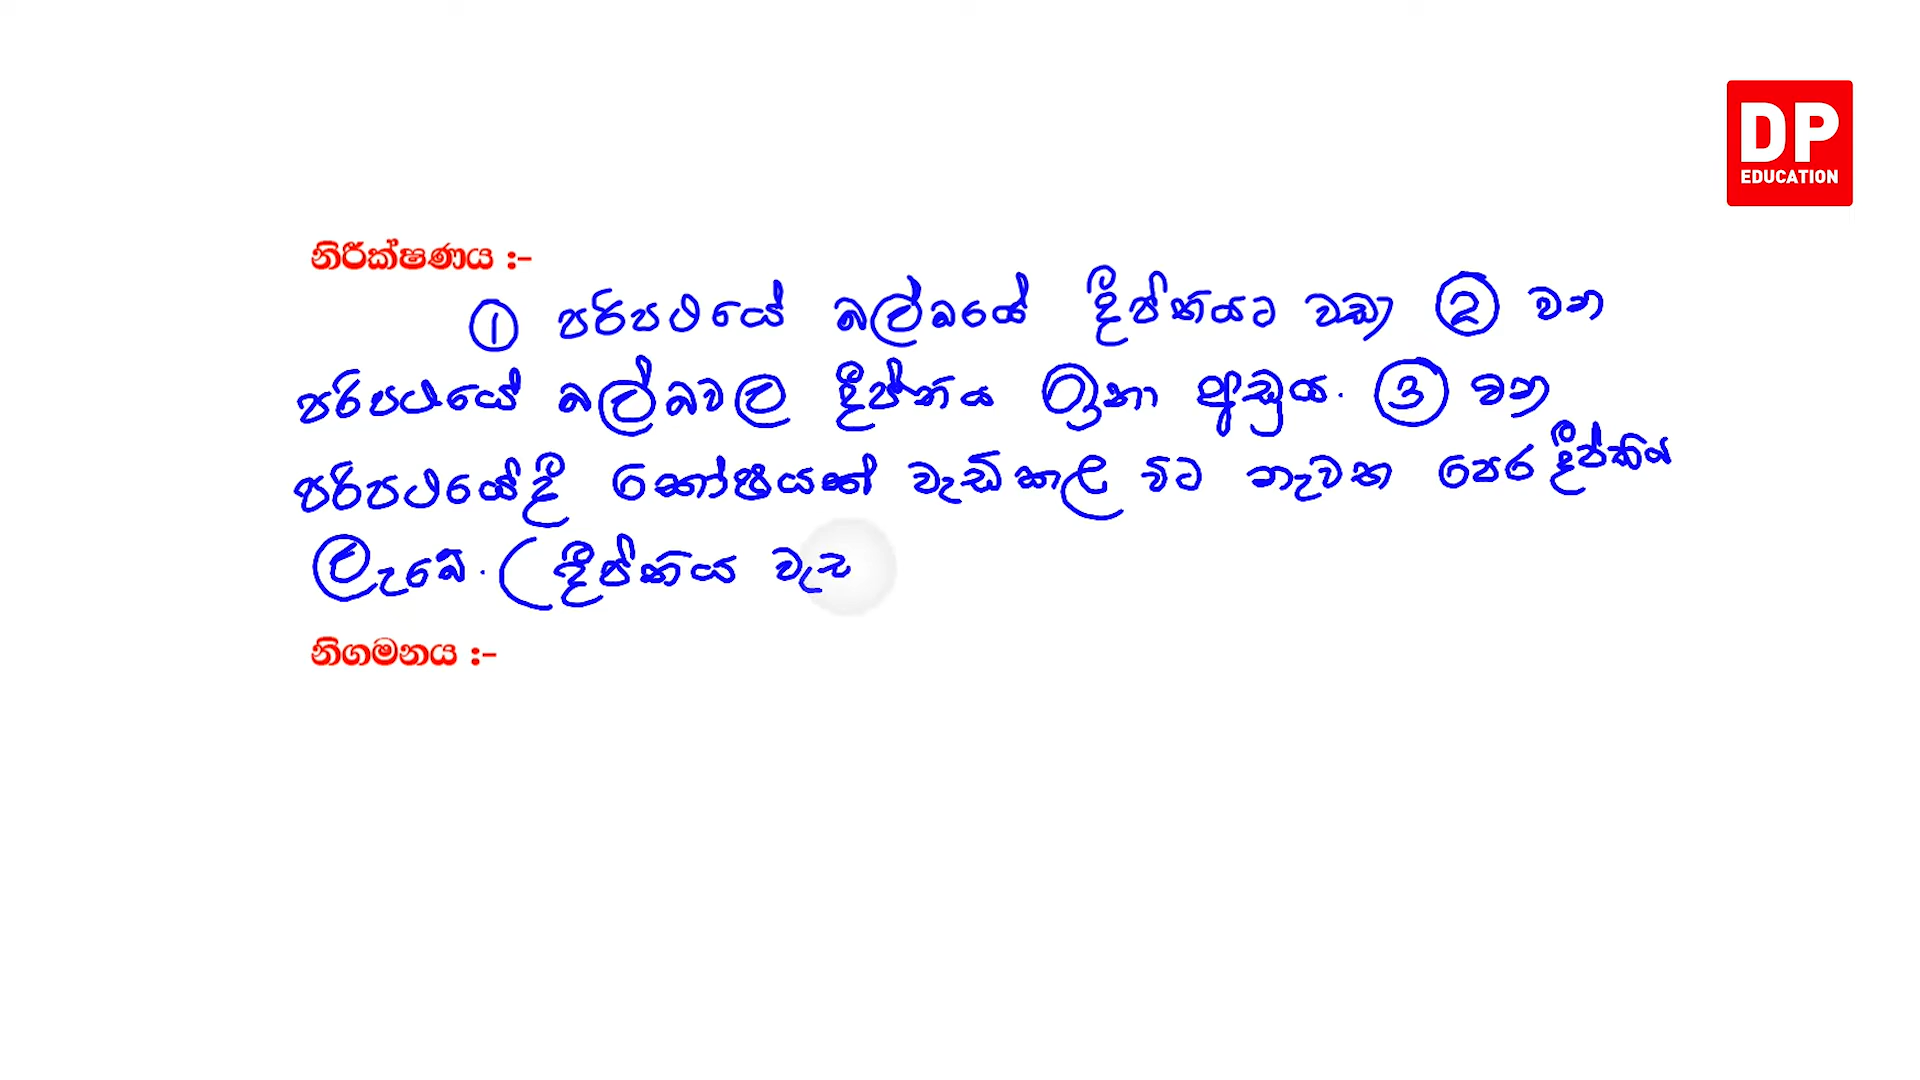 DP
EDUCATION
නිරීක්ෂණය :-
① පරිපථයේ බල්බයේ දීප්තියට වඩා ② වන
පරිපථයේ බල්බවල දීප්තිය ඉතා අඩුය. ③ වන
පරිපථයේදී කෝෂයක් වැඩිකල විට නැවත පෙර දීප්තිය
ලැබේ. (දීප්තිය වැ
නිගමනය :-